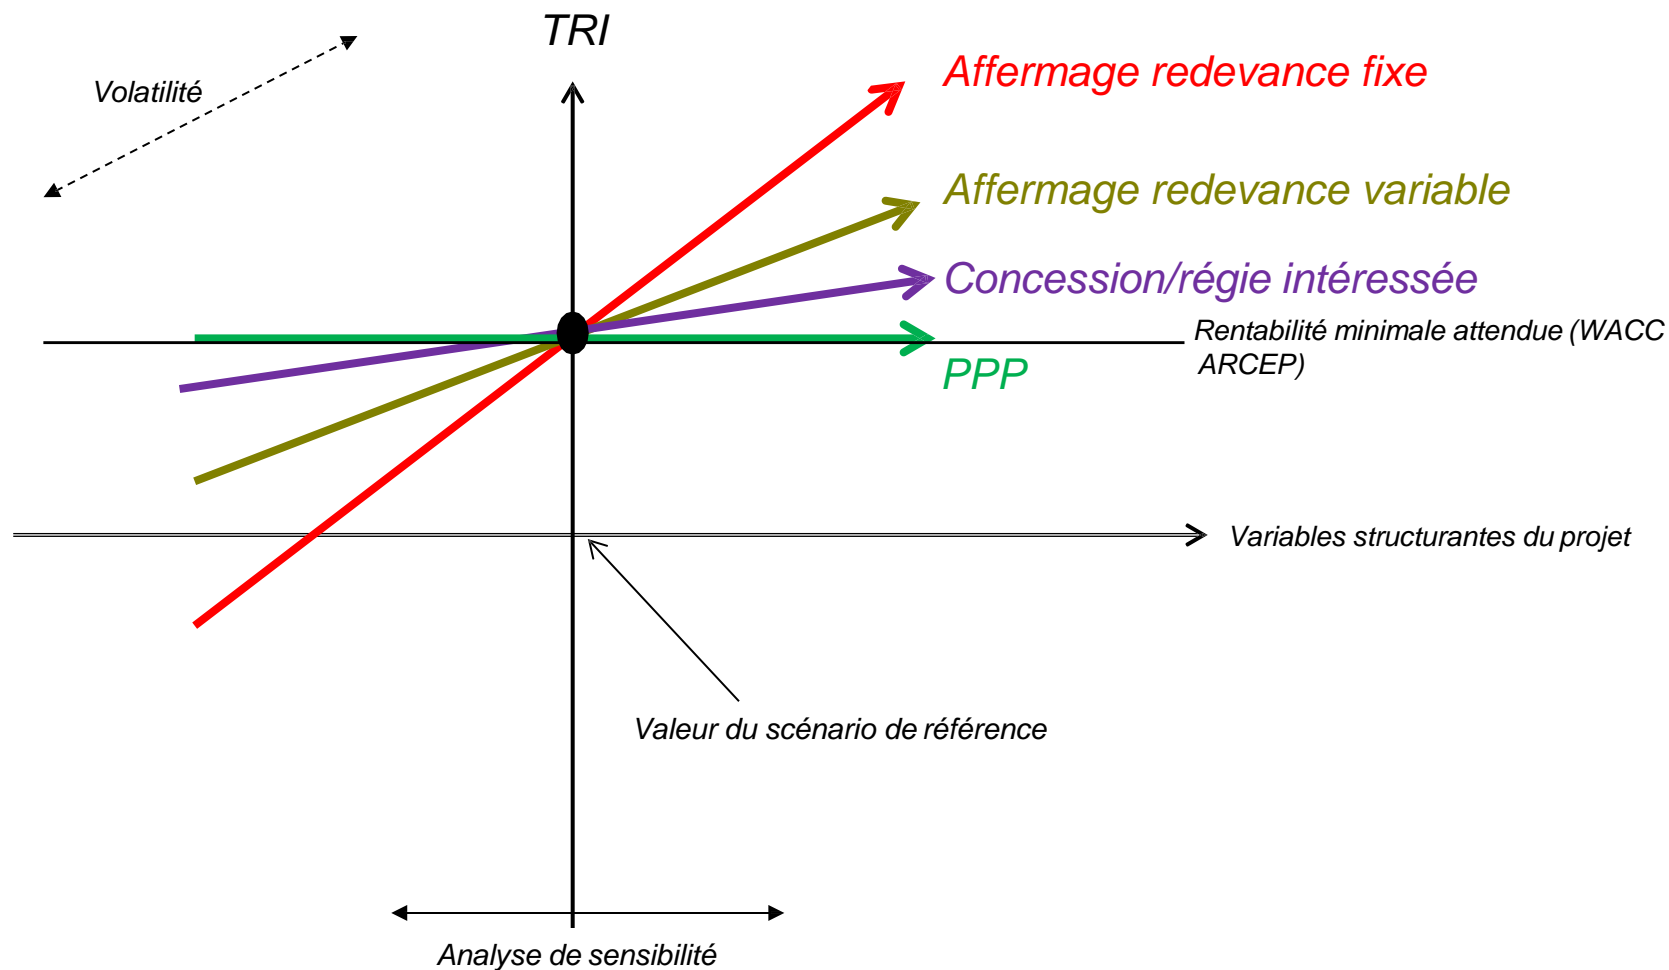 TRI
Affermage redevance fixe
Volatilité
Affermage redevance variable
Concession/régie intéressée
Rentabilité minimale attendue (WACC
ARCEP)
PPP
Variables structurantes du projet
Valeur du scénario de référence
Analyse de sensibilité